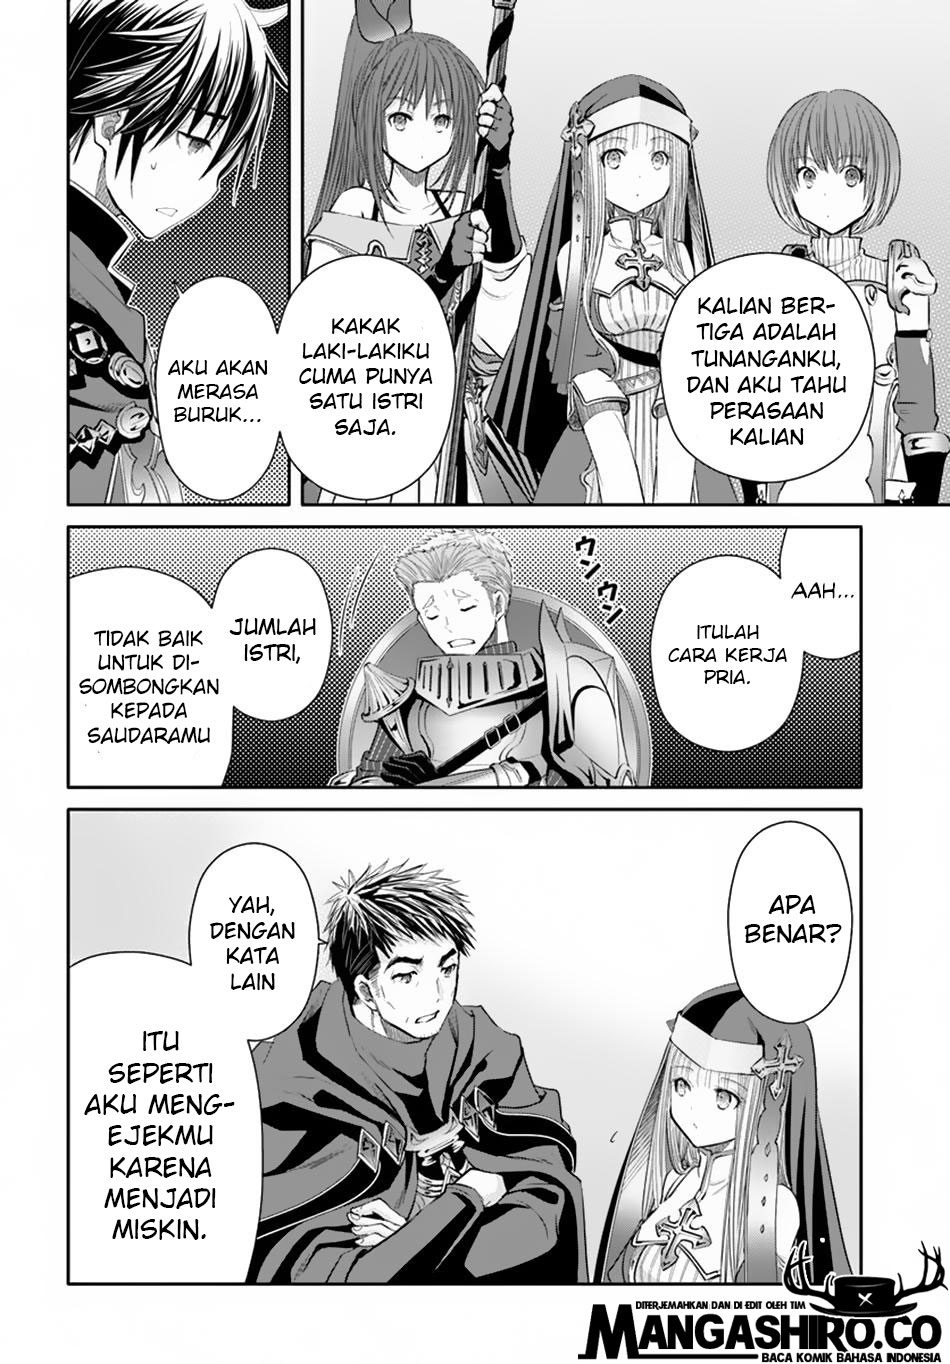 KALIAN BER-
TIGA ADALAH
TUNANGANKU,
DAN AKU TAHU
PERASAAN
KALIAN
KAKAK
LAKI-LAKIKU
CUMA PUNYA
SATU ISTRI
SAJA.
AKU AKAN
MERASA
BURUK...
AAH...
ITULAH
CARA KERJA
PRIA.
ウンウン
JUMLAH
ISTRI,
TIDAK BAIK
UNTUK DI-
SOMBONGKAN
KEPADA
SAUDARAMU
APA
BENAR?
YAH,
DENGAN
KATA
LAIN
ITU
SEPERTI
AKU MENG-
EJEKMU
KARENA
MENJADI
MISKIN.
DITERJEMAHKAN DAN DI EDIT OLEH TIM
MANGASHIRO.CO
BACA KOMIK BAHASA INDONESIA